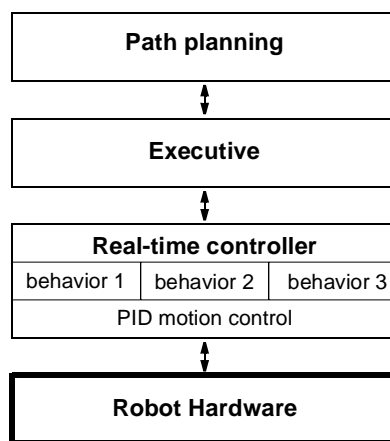 Path planning
Executive
Real-time controller
behavior 1 behavior 2 behavior 3
PID motion control
Robot Hardware